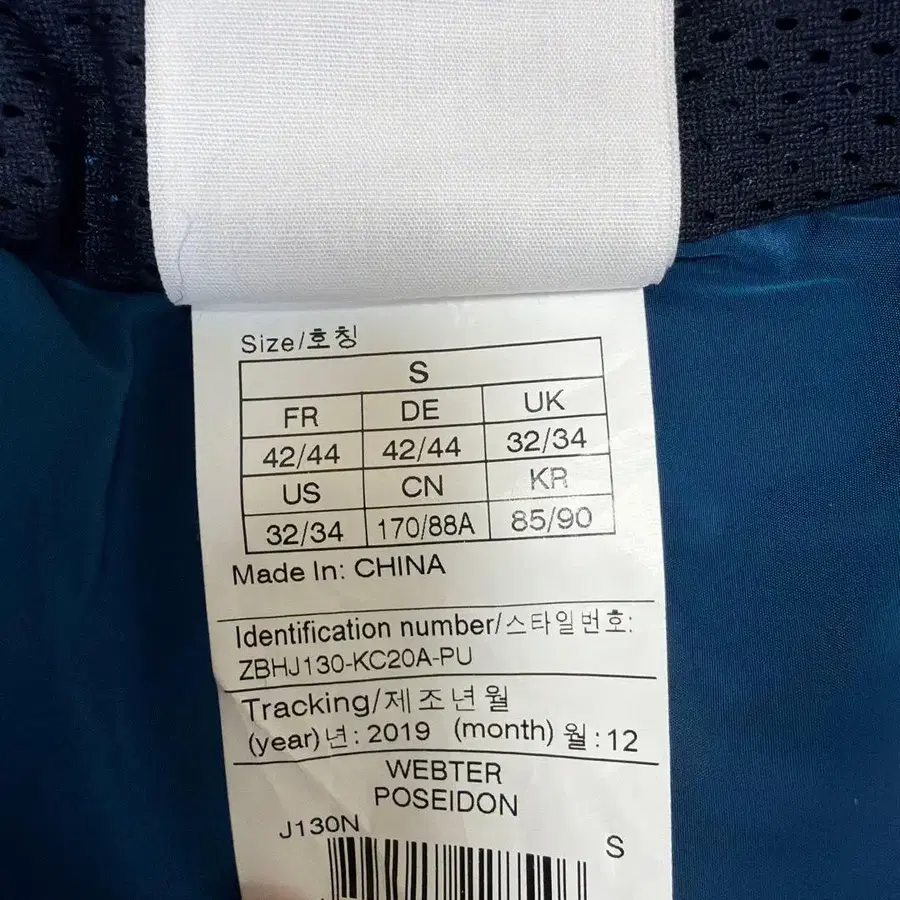 Size/호칭
S
FR DE UK
42/44 42/44 32/34
US CN KR
32/34 170/88A 85/90
Made In: CHINA
Identification number/스타일번호:
ZBHJ130-KC20A-PU
Tracking/제조년월
(year)년: 2019 (month) 월:12
WEBTER
POSEIDON
J130N S